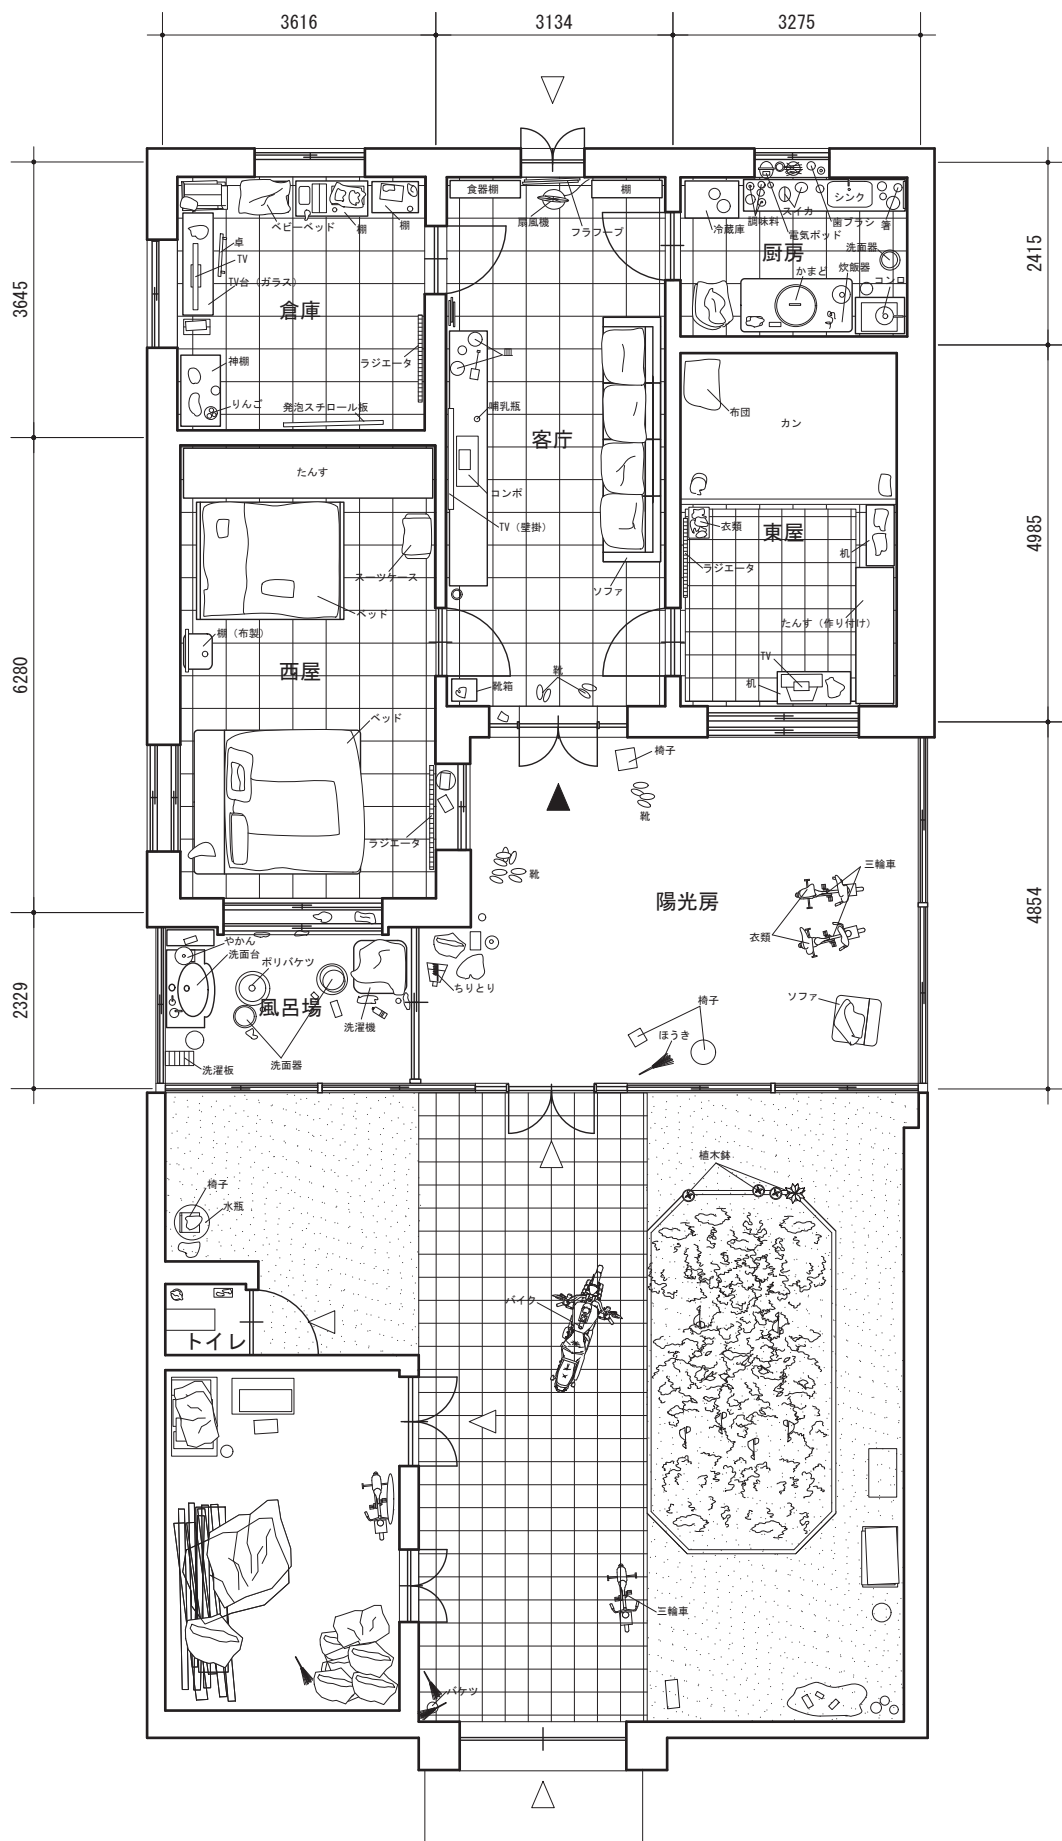 3616
3134
3275
3645
6280
2329
2415
4985
4854
食器棚
棚
扇風機
フラフープ
冷蔵庫
調味料
スイカ
電気ポッド
シンク
歯ブラシ
箸
厨房
洗面器
かまど
炊飯器
コンロ
ベビーベッド
棚
棚
卓
TV
TV台（ガラス）
倉庫
ラジエータ
神棚
りんご
発泡スチロール板
皿
哺乳瓶
客庁
コンポ
TV（壁掛）
ソファ
布団
カン
衣類
東屋
机
ラジエータ
たんす（作り付け）
TV
机
たんす
スーツケース
ベッド
棚（布製）
西屋
靴箱
靴
ベッド
ラジエータ
椅子
靴
靴
陽光房
三輪車
衣類
やかん
洗面台
ポリバケツ
風呂場
洗濯機
洗面器
洗濯板
ちりとり
椅子
ほうき
ソファ
植木鉢
椅子
水瓶
トイレ
バイク
三輪車
バケツ